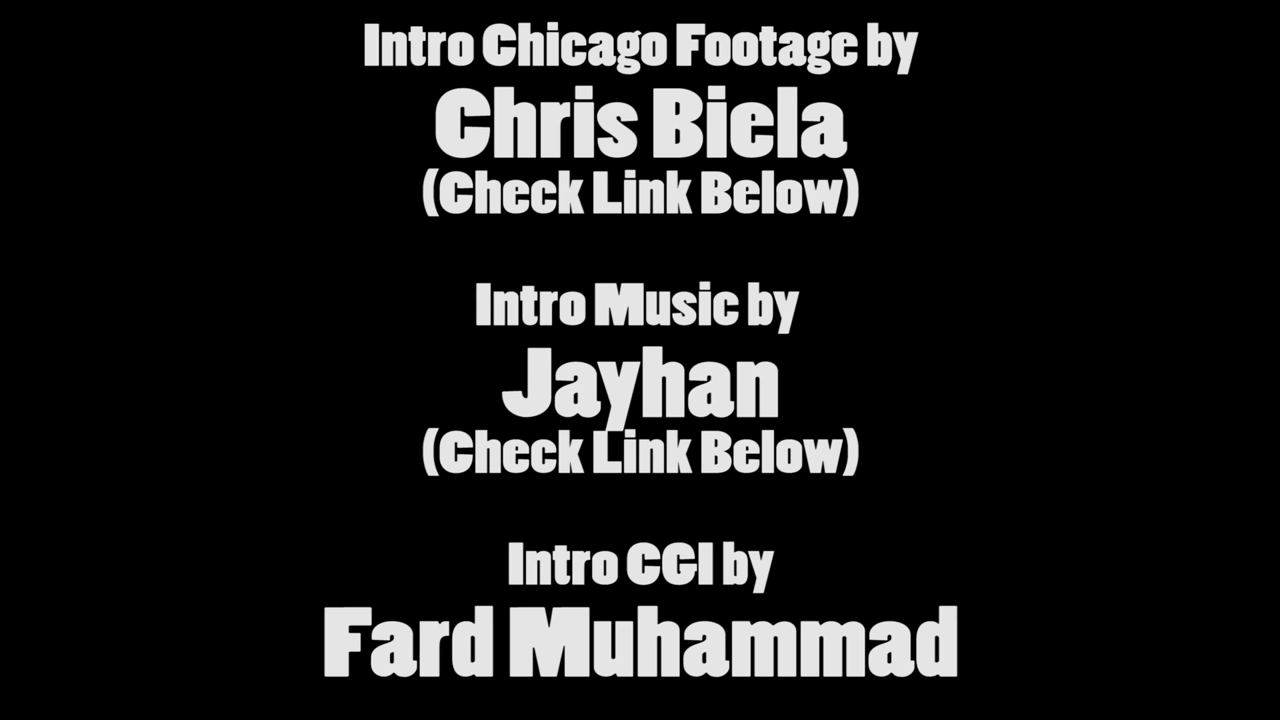 Intro Chicago Footage by
Chris Biela
(Check Link Below)
Intro Music by
Jayhan
(Check Link Below)
Intro CGI by
Fard Muhammad